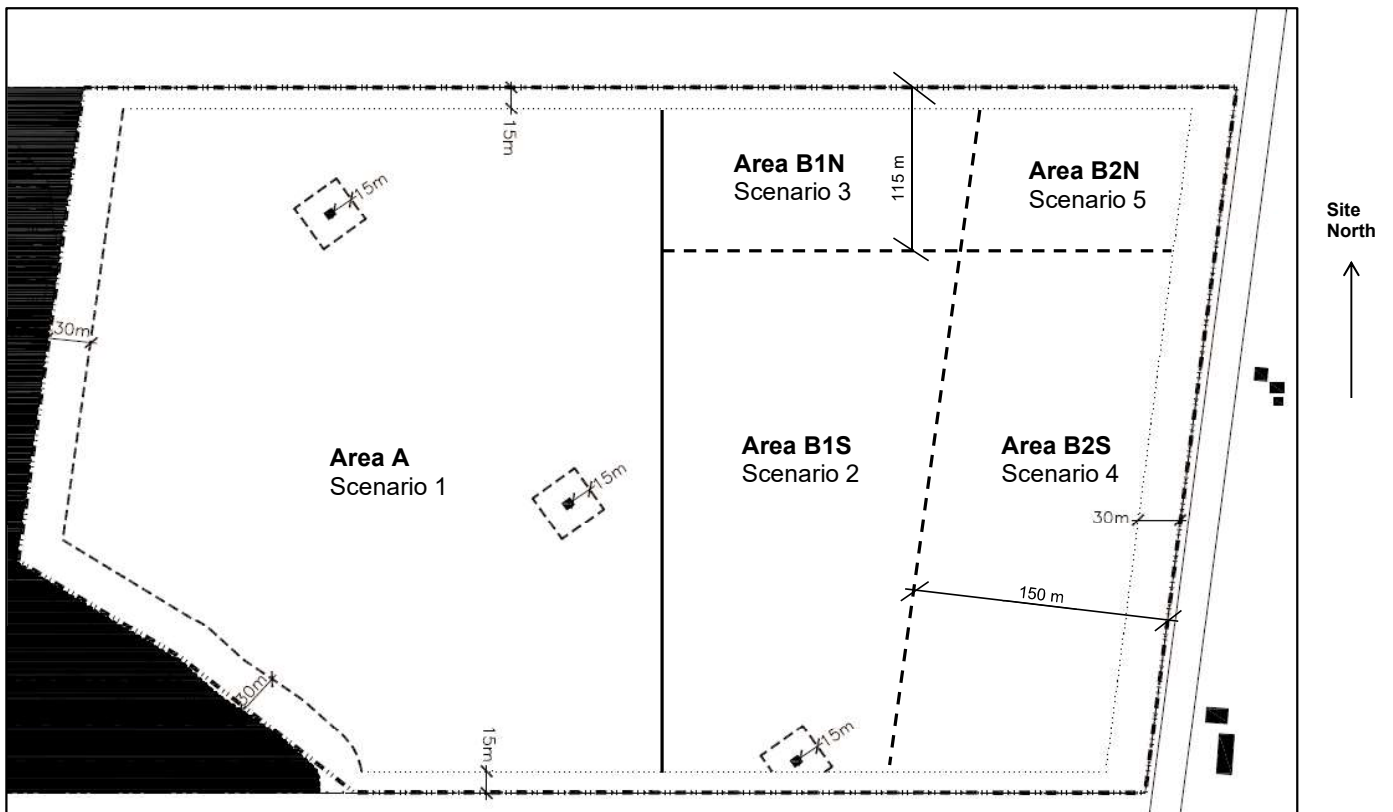 15m
Area B1N
Scenario 3
115 m
Area B2N
Scenario 5
15m
Site
North
30m
Area A
Scenario 1
15m
Area B1S
Scenario 2
Area B2S
Scenario 4
30m
150 m
30m
15m
15m